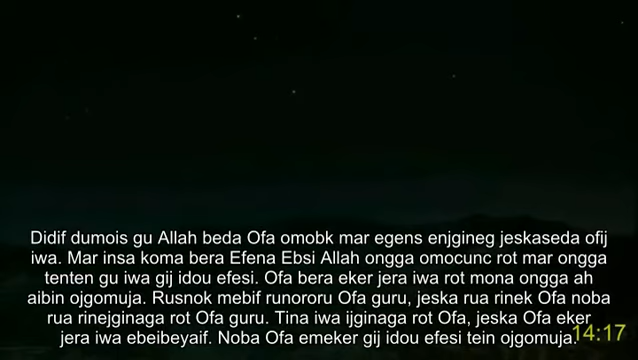 Didif dumois gu Allah beda Ofa omobk mar egens enjgineg jeskaseda ofij
iwa. Mar insa koma bera Efena Ebsi Allah ongga omocunc rot mar ongga
tenten gu iwa gij idou efesi. Ofa bera eker jera iwa rot mona ongga ah
aibin ojgomuja. Rusnok mebif runororu Ofa guru, jeska rua rinek Ofa noba
rua rinejginaga rot Ofa guru. Tina iwa ijginaga rot Ofa, jeska Ofa eker
jera iwa ebeibeyaif. Noba Ofa emeker gij idou efesi tein ojgomuja.
14:17